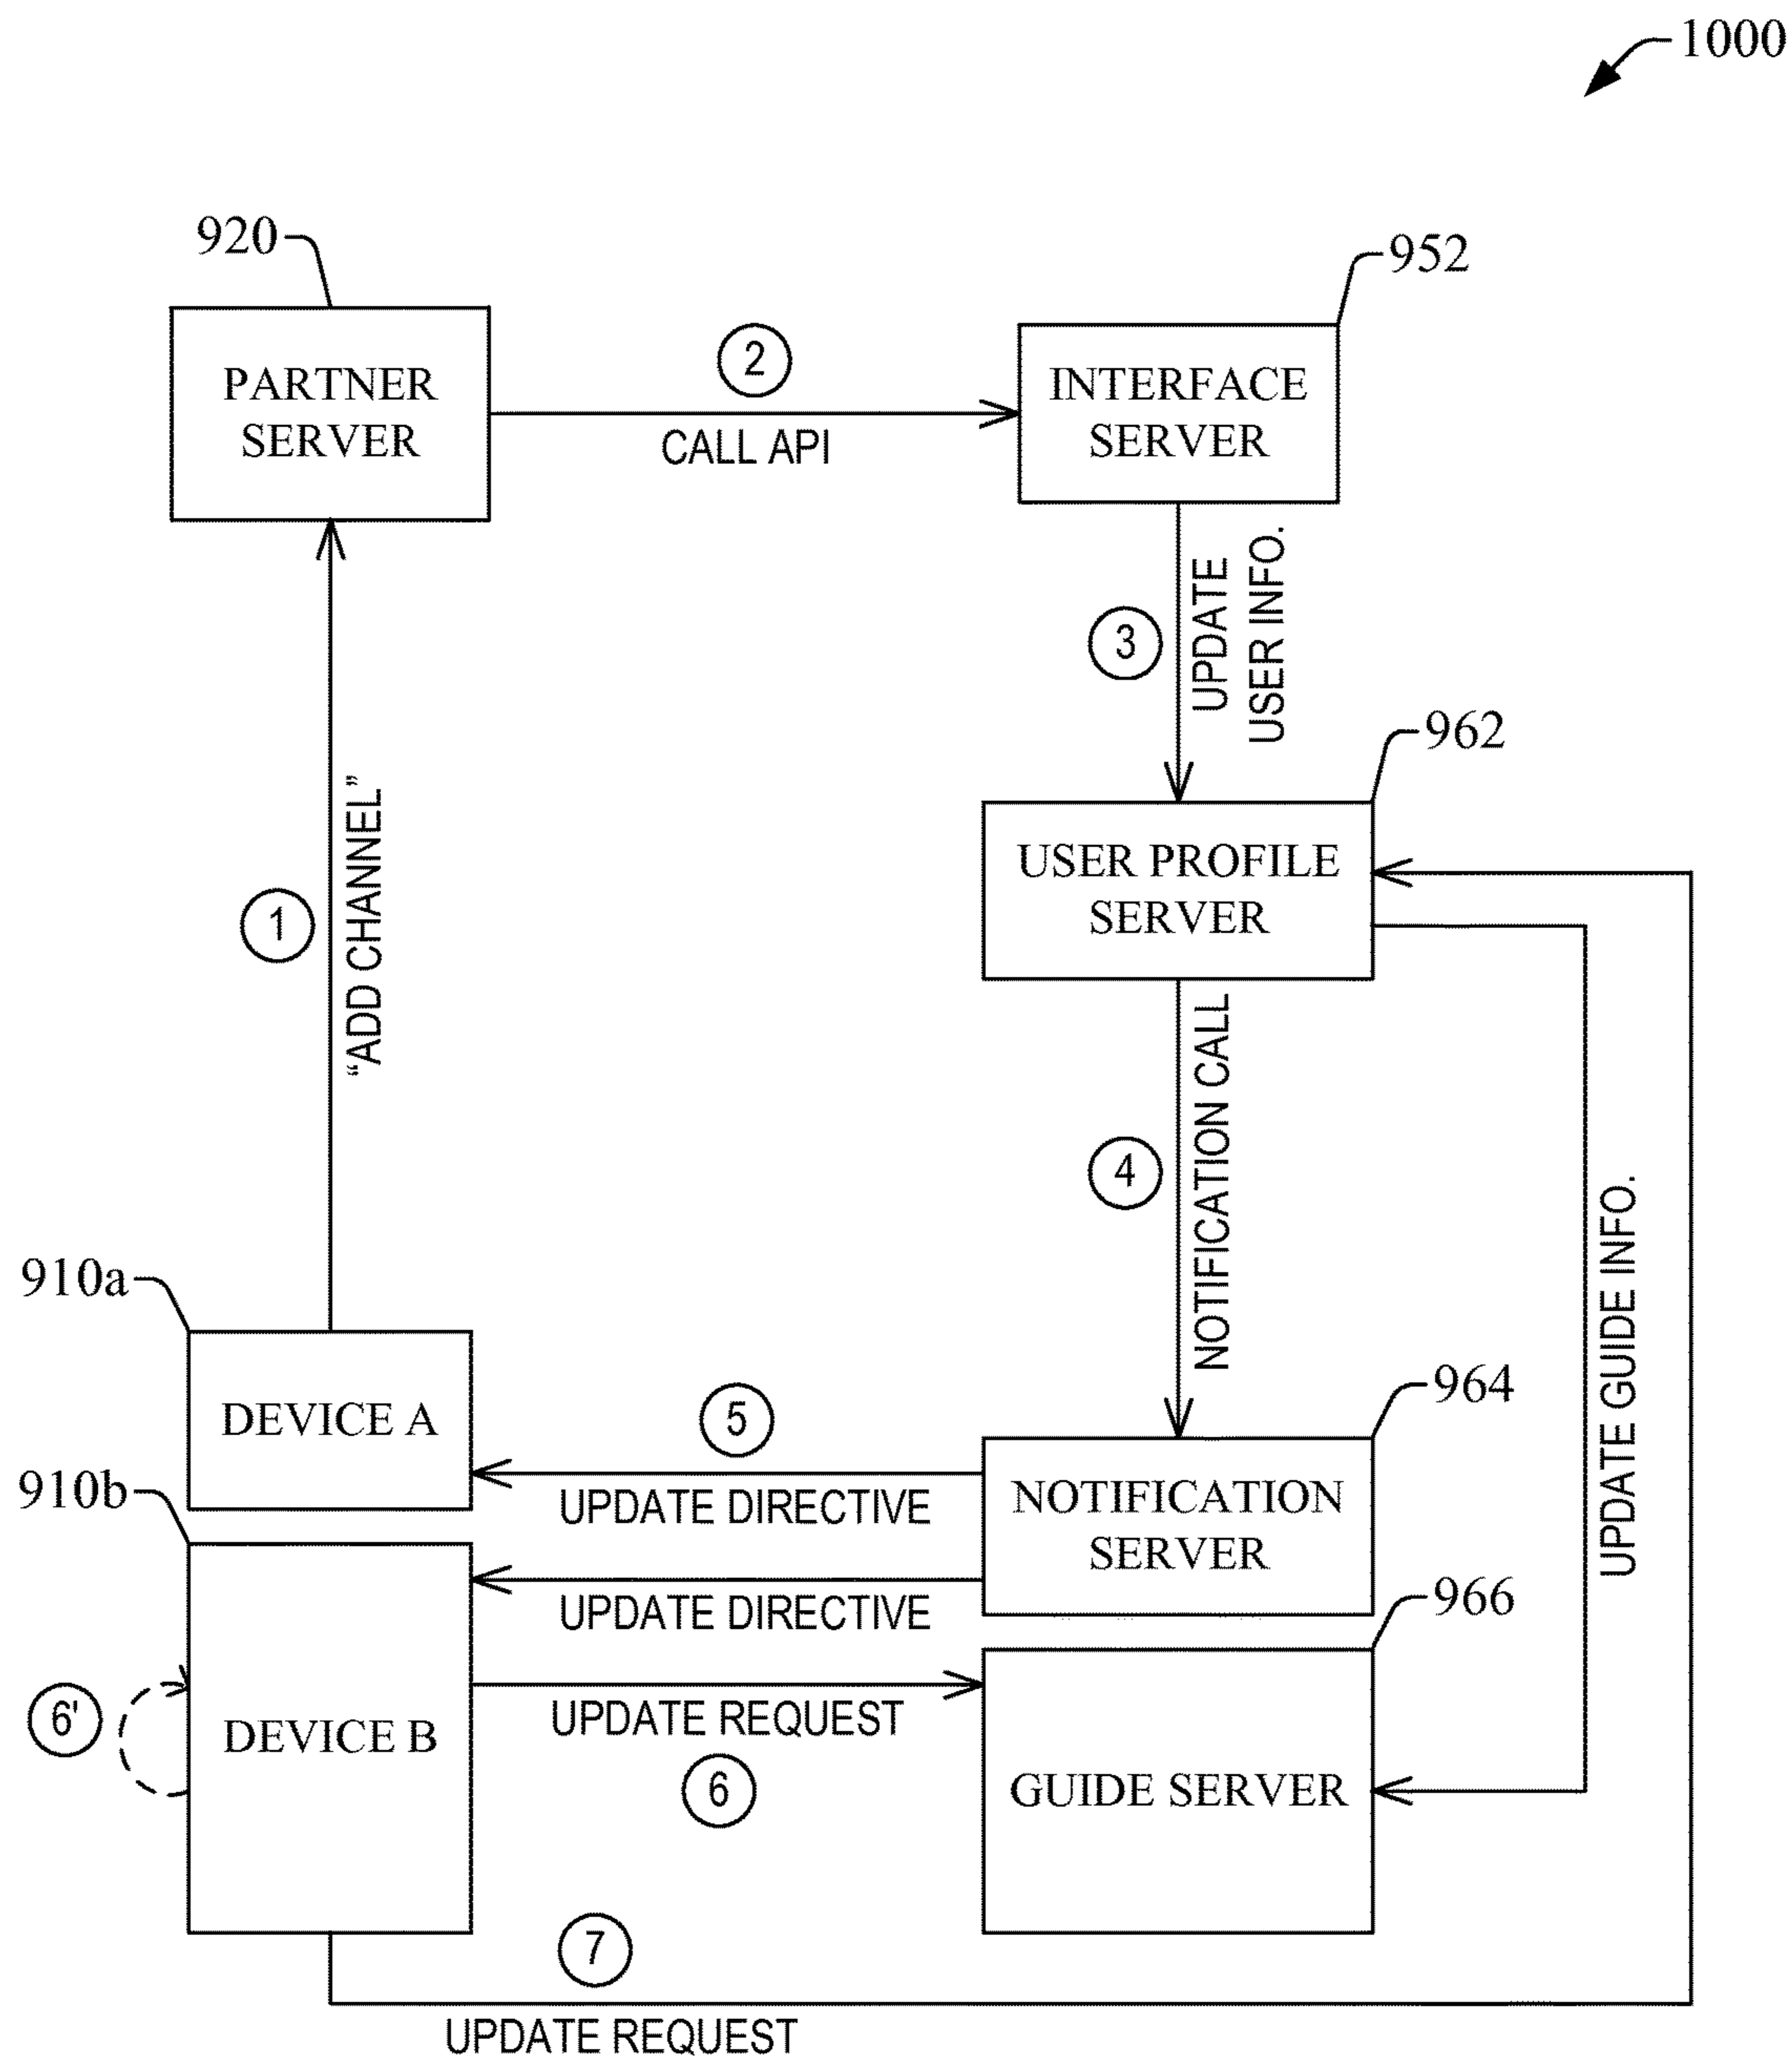 1000
920
952
PARTNER
SERVER
2
CALL API
INTERFACE
SERVER
3
UPDATE
USER INFO.
962
USER PROFILE
SERVER
1
“ADD CHANNEL”
4
NOTIFICATION CALL
UPDATE GUIDE INFO.
910a
DEVICE A
5
UPDATE DIRECTIVE
964
NOTIFICATION
SERVER
910b
UPDATE DIRECTIVE
966
6'
DEVICE B
UPDATE REQUEST
6
GUIDE SERVER
7
UPDATE REQUEST